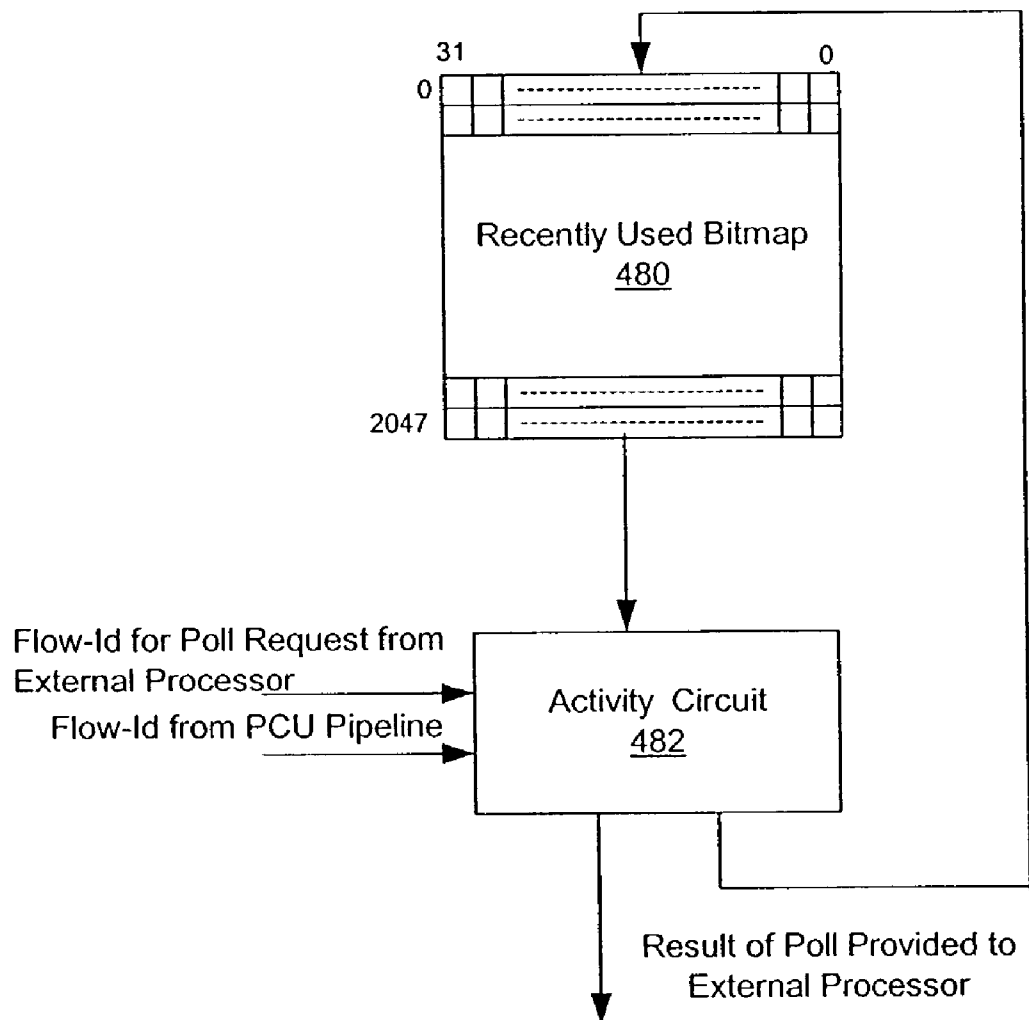 31
0
0
Recently Used Bitmap
480
2047
Flow-Id for Poll Request from
External Processor
Flow-Id from PCU Pipeline
Activity Circuit
482
Result of Poll Provided to
External Processor